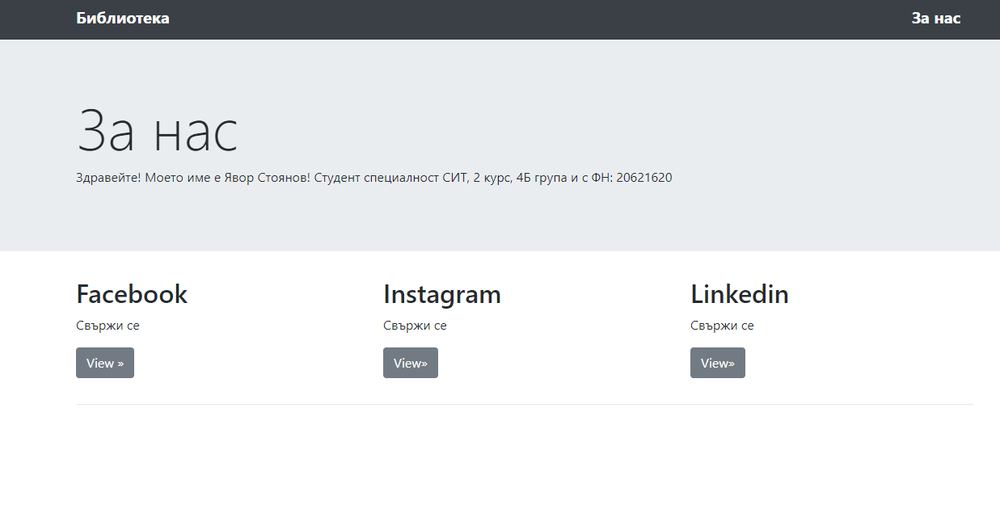 Библиотека За нас
За нас
Здравейте! Моето име е Явор Стоянов! Студент специалност СИТ, 2 курс, 4Б група и с ФН: 20621620
Facebook Instagram Linkedin
Свържи се Свържи се Свържи се
View » View» View»